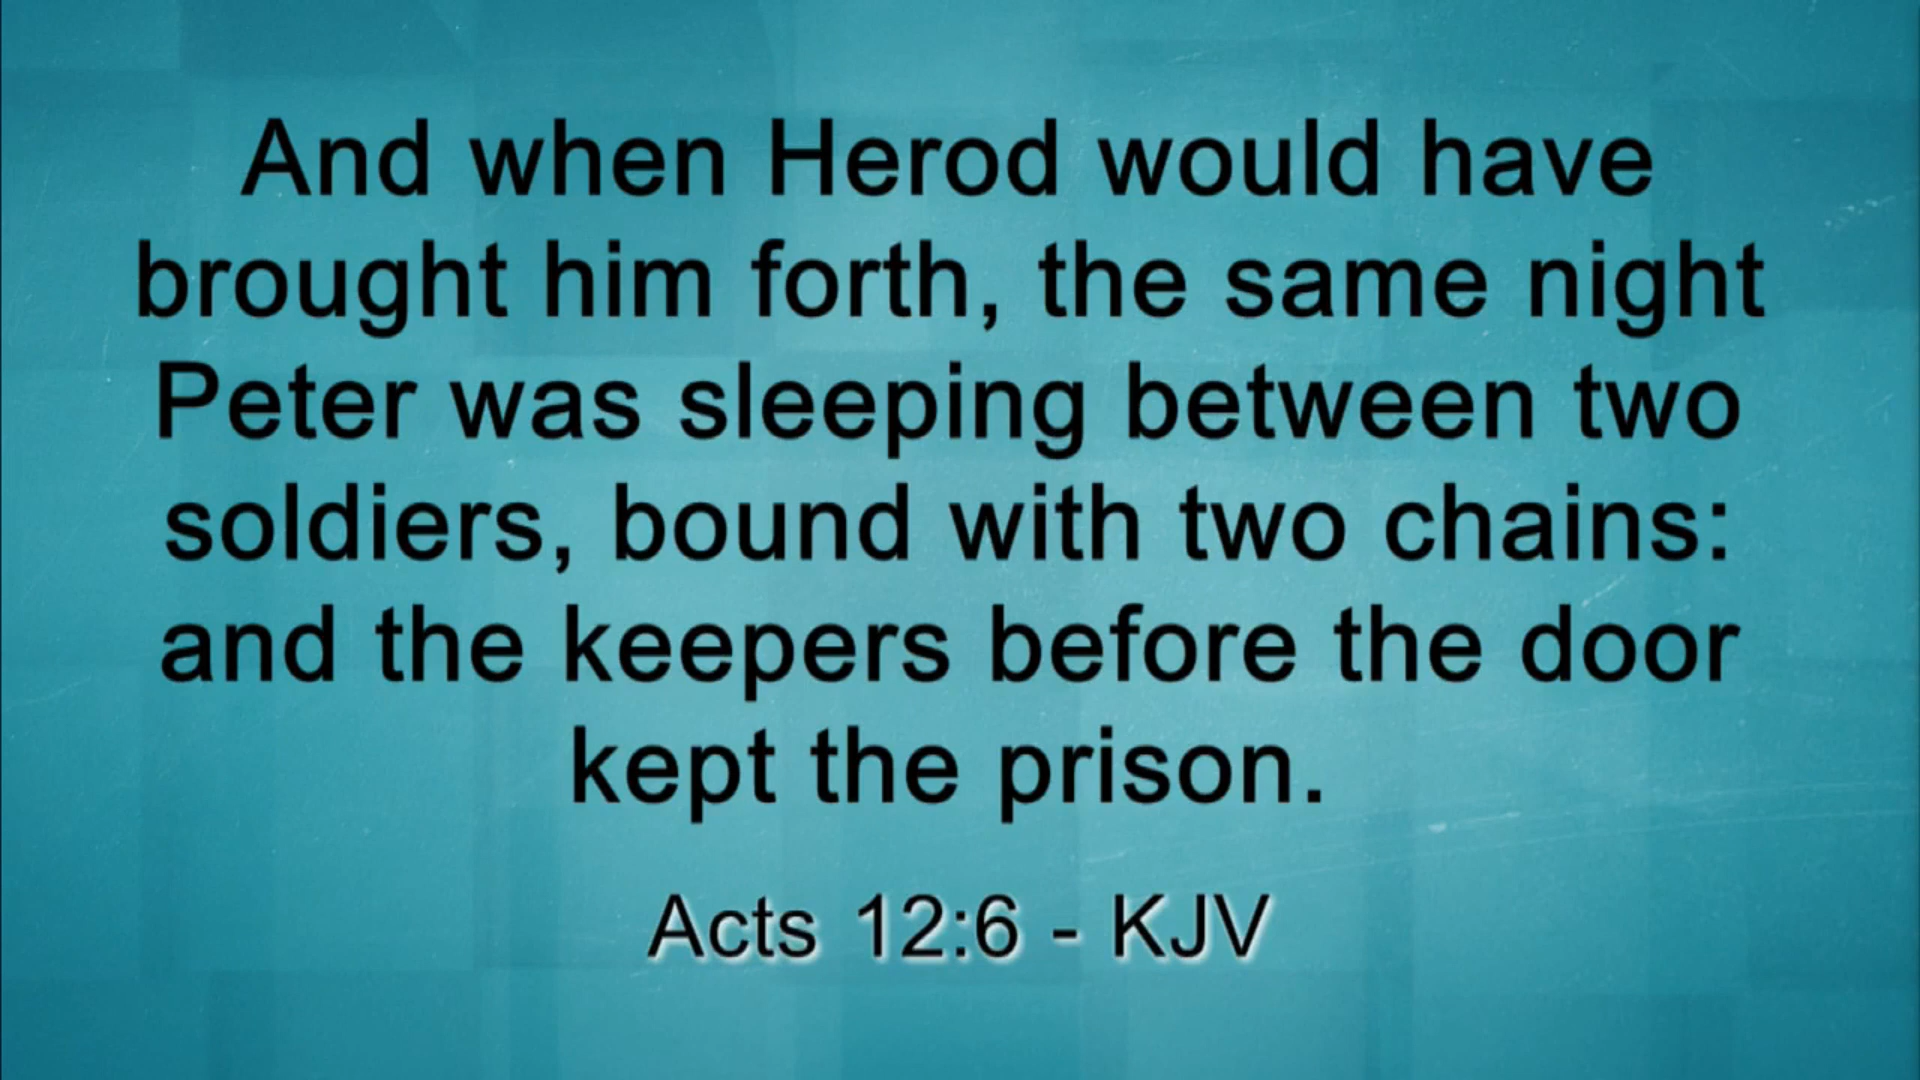 And when Herod would have
brought him forth, the same night
Peter was sleeping between two
soldiers, bound with two chains:
and the keepers before the door
kept the prison.
Acts 12:6 - KJV